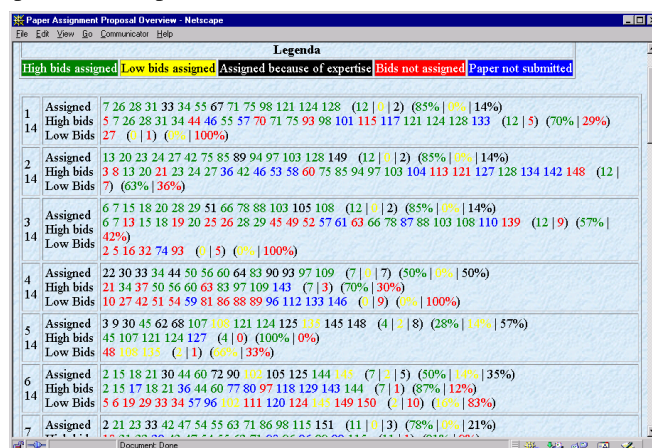 Paper Assignment Proposal Overview - Netscape
File Edit View Go Communicator Help
Legenda
High bids assigned Low bids assigned Assigned because of expertise Bids not assigned Paper not submitted
1
14
Assigned 7 26 28 31 33 34 55 67 71 75 98 121 124 128 (12 | 0 | 2) (85% | 0% | 14%)
High bids 5 7 26 28 31 34 44 46 55 57 70 71 75 93 98 101 115 117 121 124 128 133 (12 | 5) (70% | 29%)
Low Bids 27 (0 | 1) (0% | 100%)
2
14
Assigned 13 20 23 24 27 42 75 85 89 94 97 103 128 149 (12 | 0 | 2) (85% | 0% | 14%)
High bids 3 8 13 20 21 23 24 27 36 42 46 53 58 60 75 85 94 97 103 104 113 121 127 128 134 142 148 (12 |
Low Bids 7) (63% | 36%)
3
14
Assigned 6 7 15 18 20 28 29 51 66 78 88 103 105 108 (12 | 0 | 2) (85% | 0% | 14%)
High bids 6 7 13 15 18 19 20 25 26 28 29 45 49 52 57 61 63 66 78 87 88 103 108 110 139 (12 | 9) (57% |
42%)
Low Bids 2 5 16 32 74 93 (0 | 5) (0% | 100%)
4
14
Assigned 22 30 33 34 44 50 56 60 64 83 90 93 97 109 (7 | 0 | 7) (50% | 0% | 50%)
High bids 21 34 37 50 56 60 63 83 97 109 143 (7 | 3) (70% | 30%)
Low Bids 10 27 42 51 54 59 81 86 88 89 96 112 133 146 (0 | 9) (0% | 100%)
5
14
Assigned 3 9 30 45 62 68 107 121 124 125 145 148 (4 | 2 | 8) (28% | 14% | 57%)
High bids 45 107 121 124 127 (4 | 0) (100% | 0%)
Low Bids 48 (2 | 1) (66% | 33%)
6
14
Assigned 2 15 18 21 30 44 60 72 90 105 125 144 (7 | 2 | 5) (50% | 14% | 35%)
High bids 2 15 17 18 21 36 44 60 77 80 97 118 129 143 144 (7 | 1) (87% | 12%)
Low Bids 5 6 19 29 33 34 57 96 111 120 124 149 150 (2 | 10) (16% | 83%)
7
Assigned 2 21 23 33 42 47 54 55 63 71 86 98 115 151 (11 | 0 | 3) (78% | 0% | 21%)
Document: Done